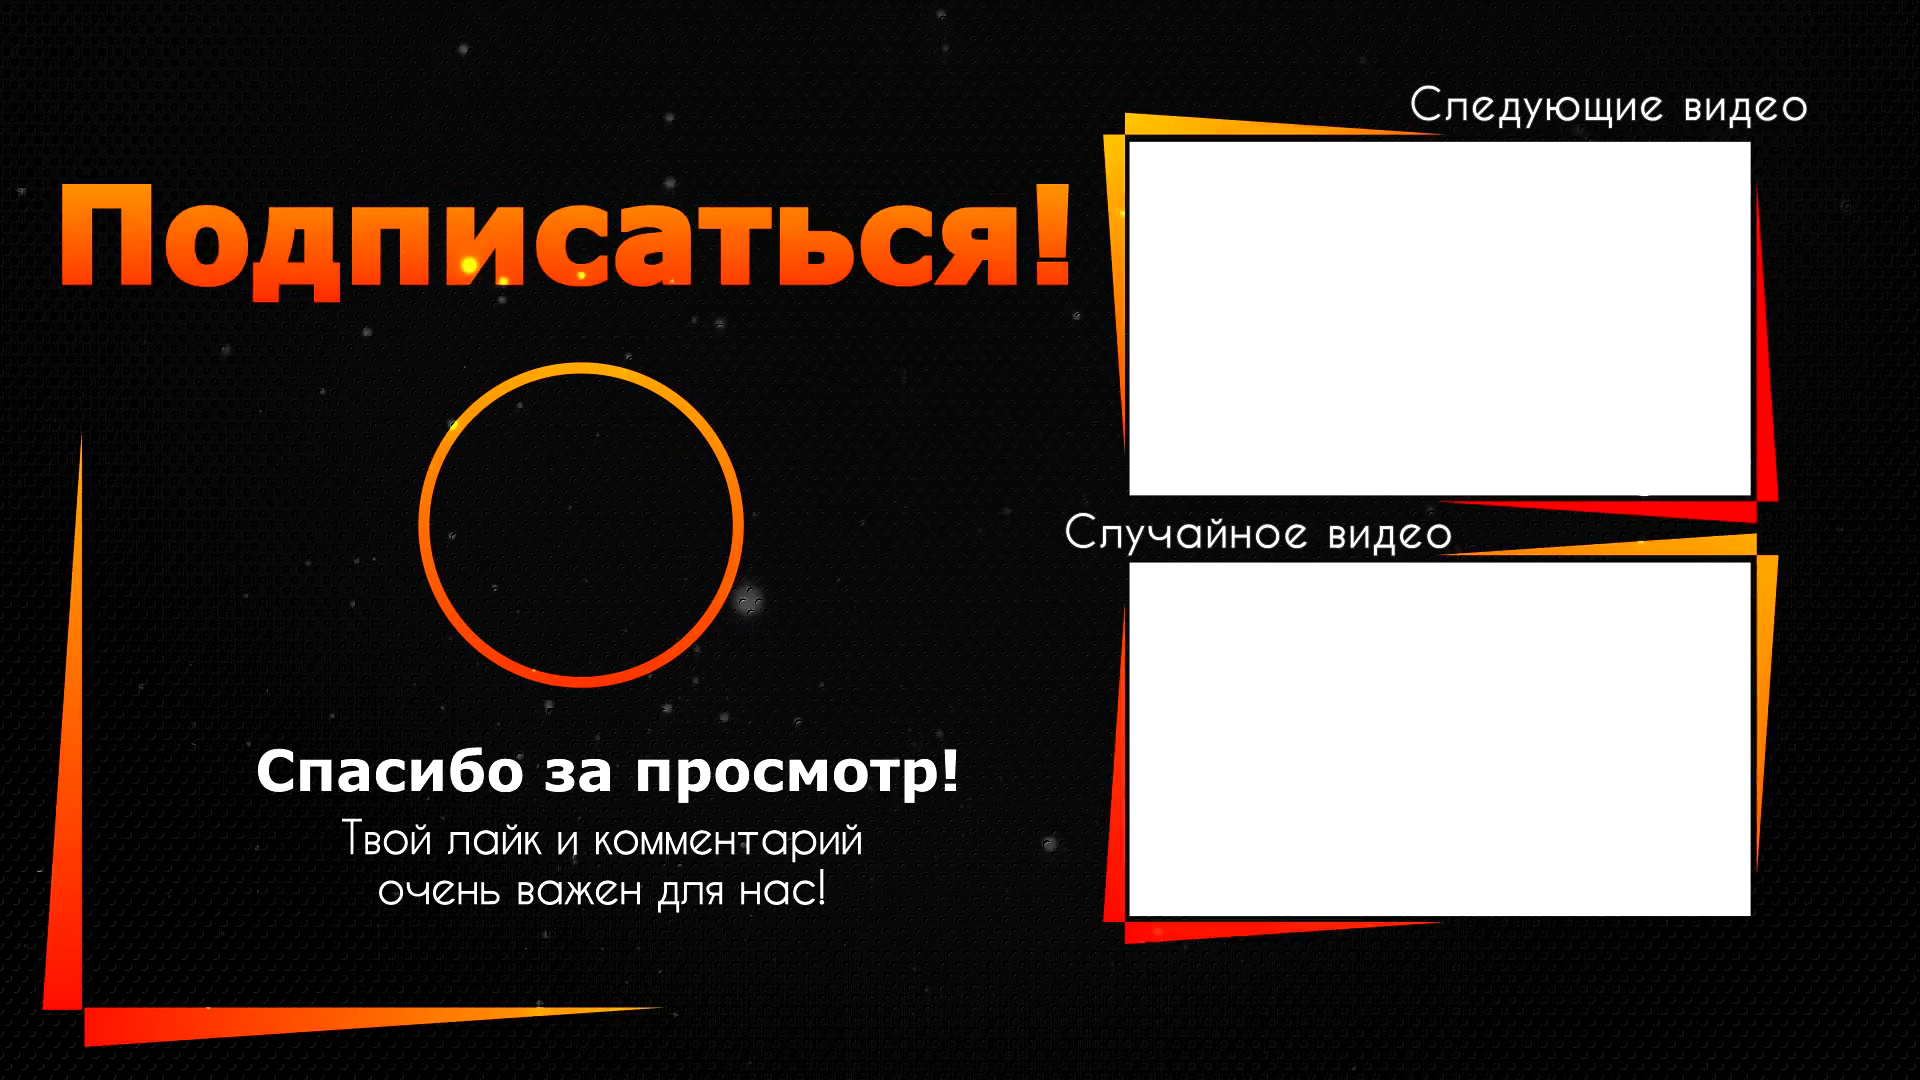 Подписаться!
Спасибо за просмотр!
Твой лайк и комментарий
очень важен для нас!
Следующие видео
Случайное видео